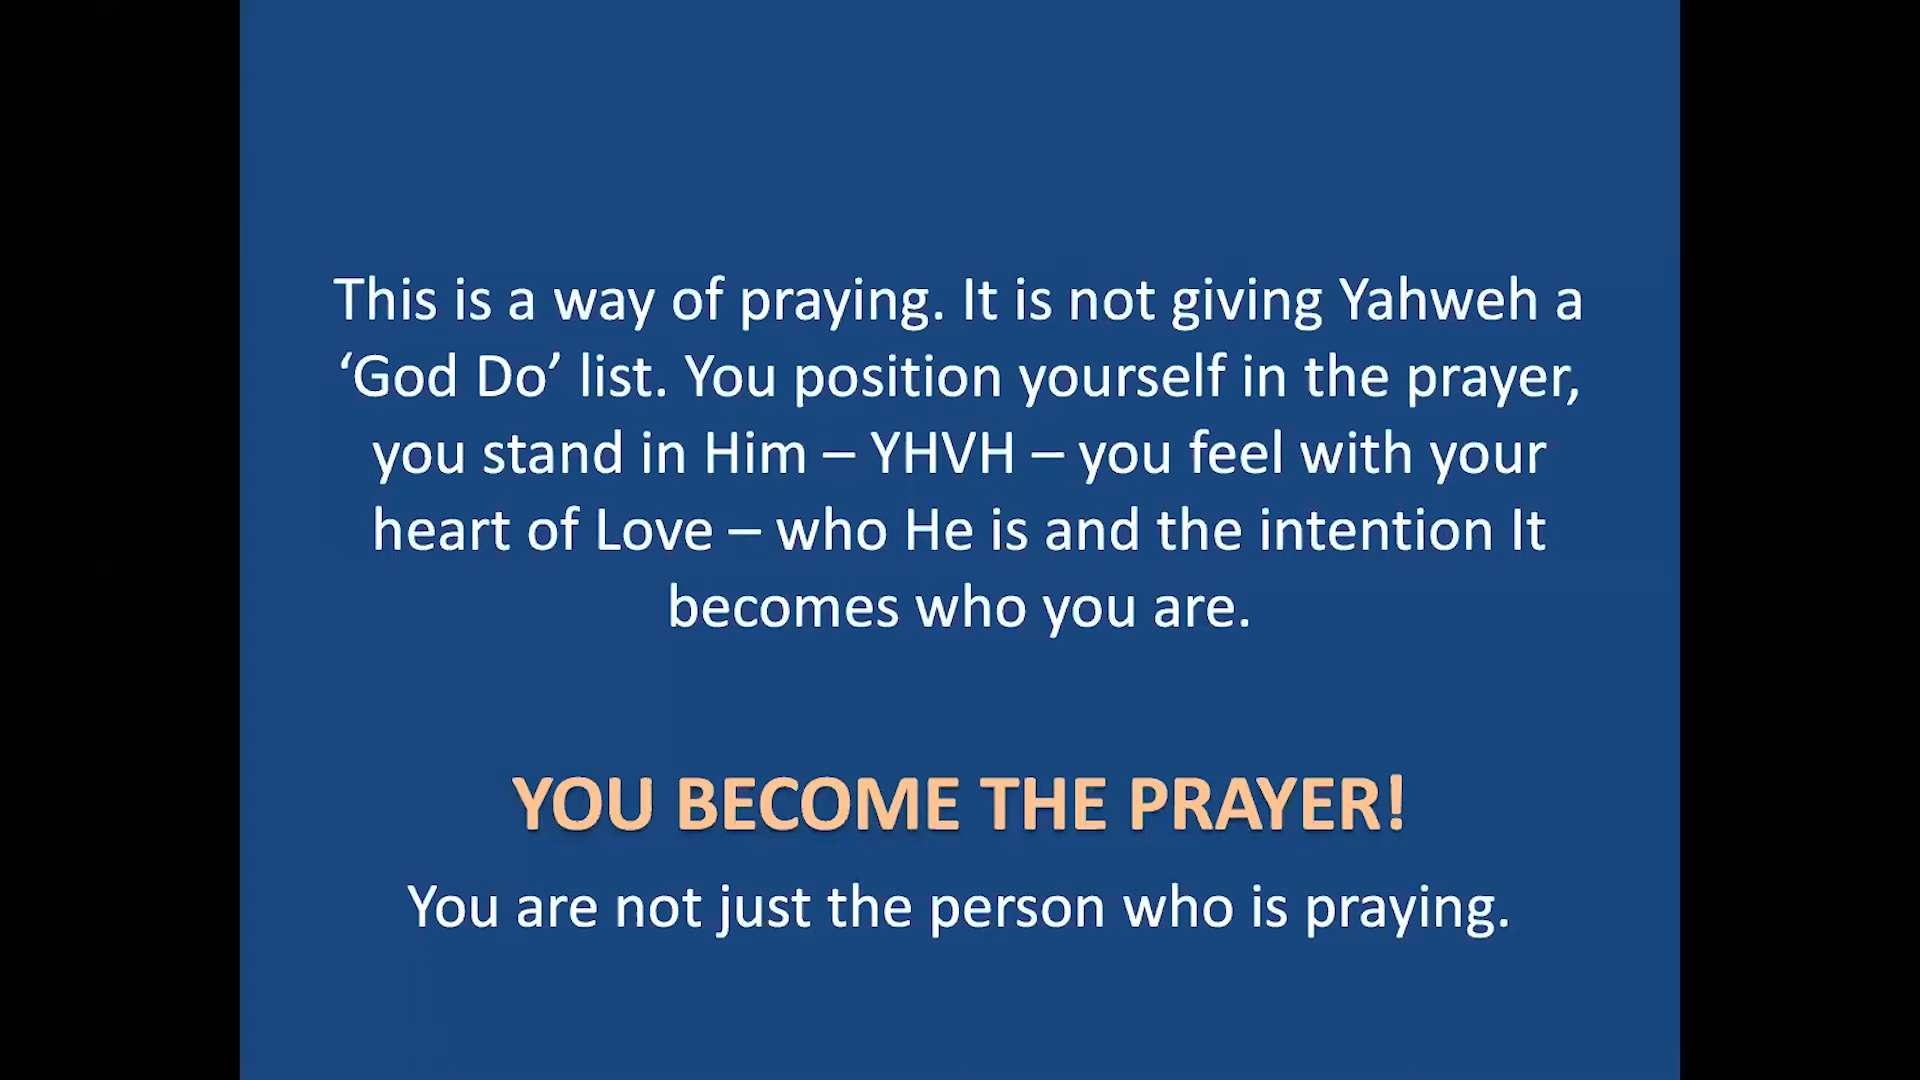 This is a way of praying. It is not giving Yahweh a
‘God Do’ list. You position yourself in the prayer,
you stand in Him – YHVH – you feel with your
heart of Love – who He is and the intention It
becomes who you are.
YOU BECOME THE PRAYER!
You are not just the person who is praying.